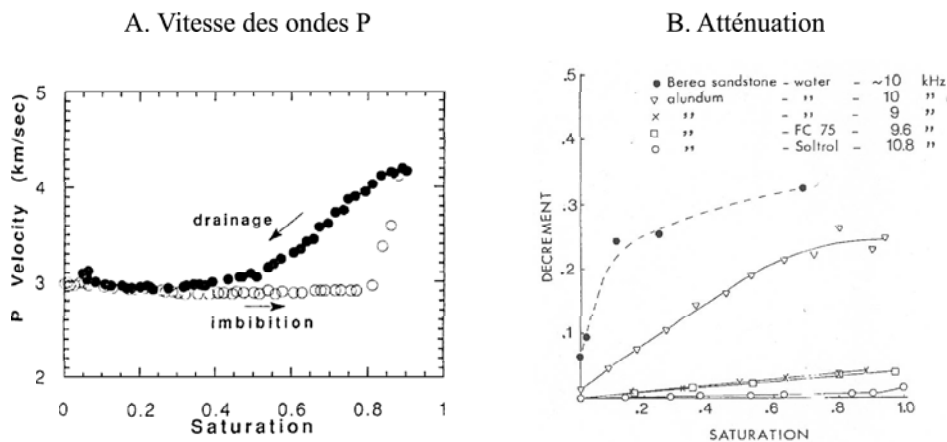 A. Vitesse des ondes P
B. Atténuation
P Velocity (km/sec)
5
4
3
2
drainage
imbibition
0 0.2 0.4 0.6 0.8 1
Saturation
DECREMENT
.5
.4
.3
.2
.1
0
● Berea sandstone - water - ~10 kHz
▽ alundum - ,, - 10 ,,
× ,, - ,, - 9 ,,
□ ,, - FC 75 - 9.6 ,,
○ ,, - Soltrol - 10.8 ,,
.2 .4 .6 .8 1.0
SATURATION